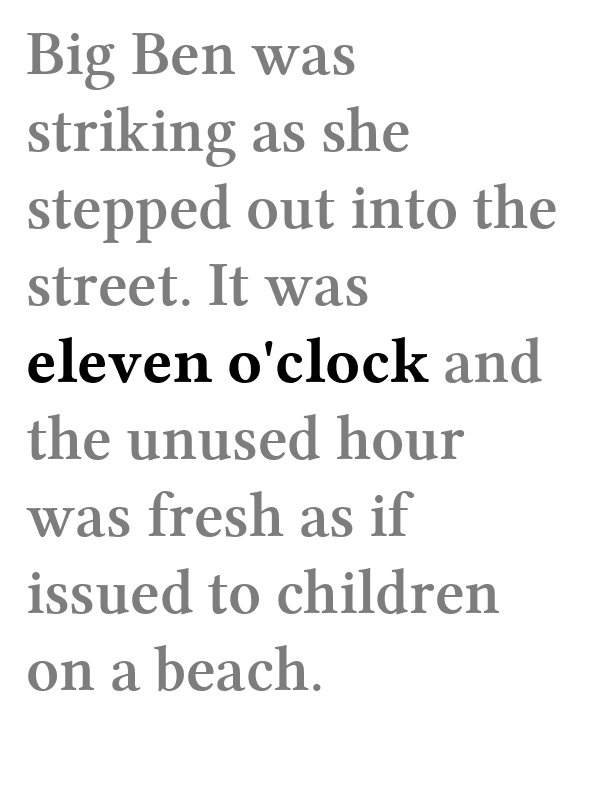 Big Ben was
striking as she
stepped out into the
street. It was
eleven o'clock and
the unused hour
was fresh as if
issued to children
on a beach.